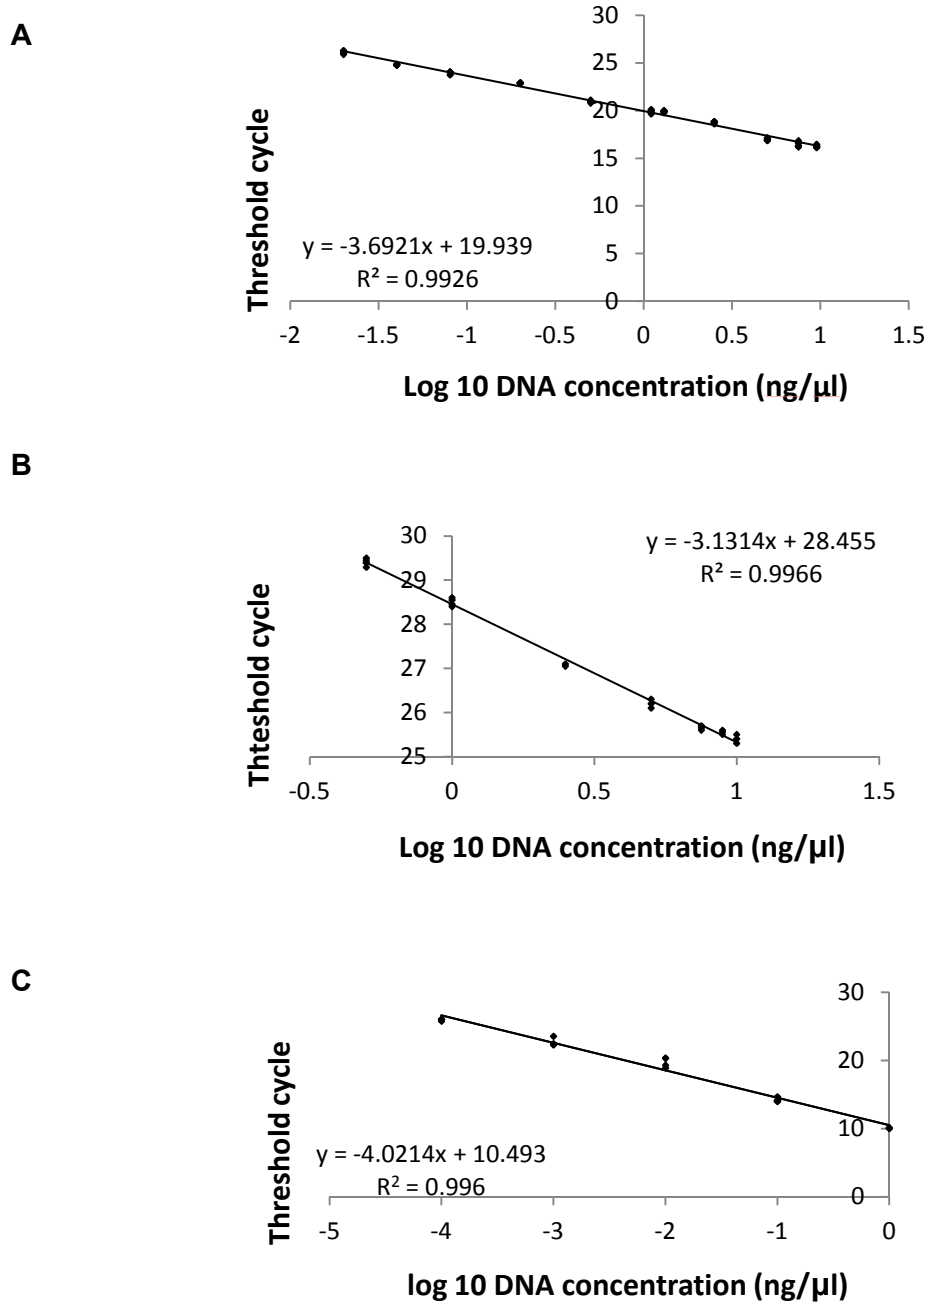 A
30
25
20
15
10
5
0
Threshold cycle
y = -3.6921x + 19.939
R² = 0.9926
-2 -1.5 -1 -0.5 0 0.5 1 1.5
Log 10 DNA concentration (ng/µl)
B
30
29
28
27
26
25
y = -3.1314x + 28.455
R² = 0.9966
Thteshold cycle
-0.5 0 0.5 1 1.5
Log 10 DNA concentration (ng/µl)
C
30
20
10
0
Threshold cycle
y = -4.0214x + 10.493
R² = 0.996
-5 -4 -3 -2 -1 0
log 10 DNA concentration (ng/µl)